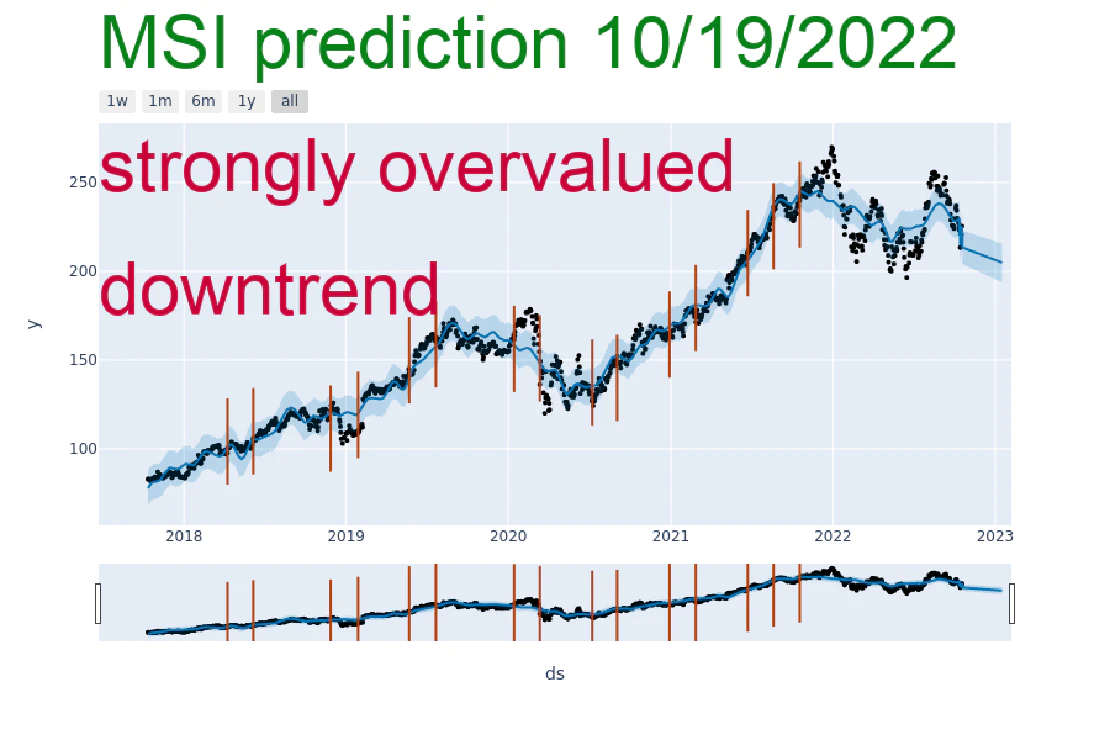 MSI prediction 10/19/2022
1w 1m 6m 1y all
strongly overvalued
downtrend
250
200
150
100
y
2018 2019 2020 2021 2022 2023
ds